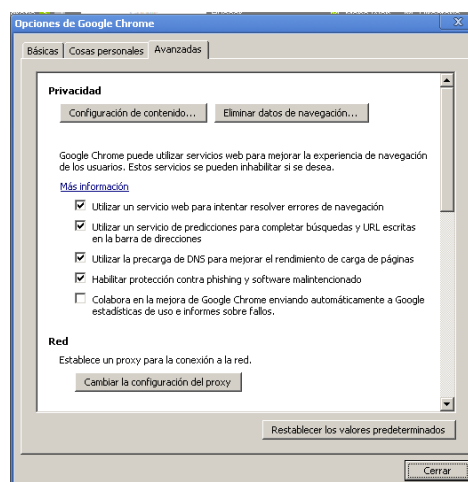 Opciones de Google Chrome
Básicas Cosas personales Avanzadas
Privacidad
Configuración de contenido... Eliminar datos de navegación...
Google Chrome puede utilizar servicios web para mejorar la experiencia de navegación
de los usuarios. Estos servicios se pueden inhabilitar si se desea.
Más información
Utilizar un servicio web para intentar resolver errores de navegación
Utilizar un servicio de predicciones para completar búsquedas y URL escritas
en la barra de direcciones
Utilizar la precarga de DNS para mejorar el rendimiento de carga de páginas
Habilitar protección contra phishing y software malintencionado
Colabora en la mejora de Google Chrome enviando automáticamente a Google
estadísticas de uso e informes sobre fallos.
Red
Establece un proxy para la conexión a la red.
Cambiar la configuración del proxy
Restablecer los valores predeterminados
Cerrar